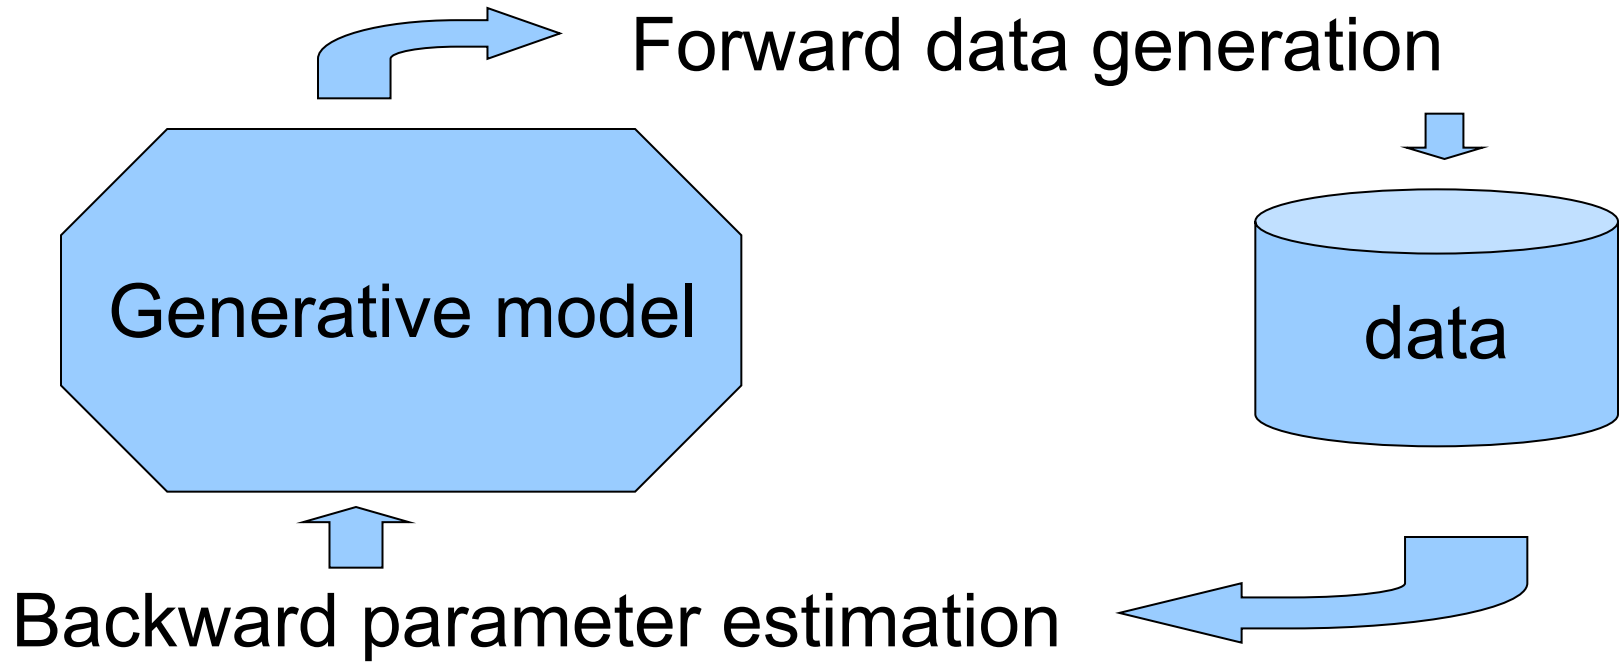 Forward data generation
Generative model
data
Backward parameter estimation